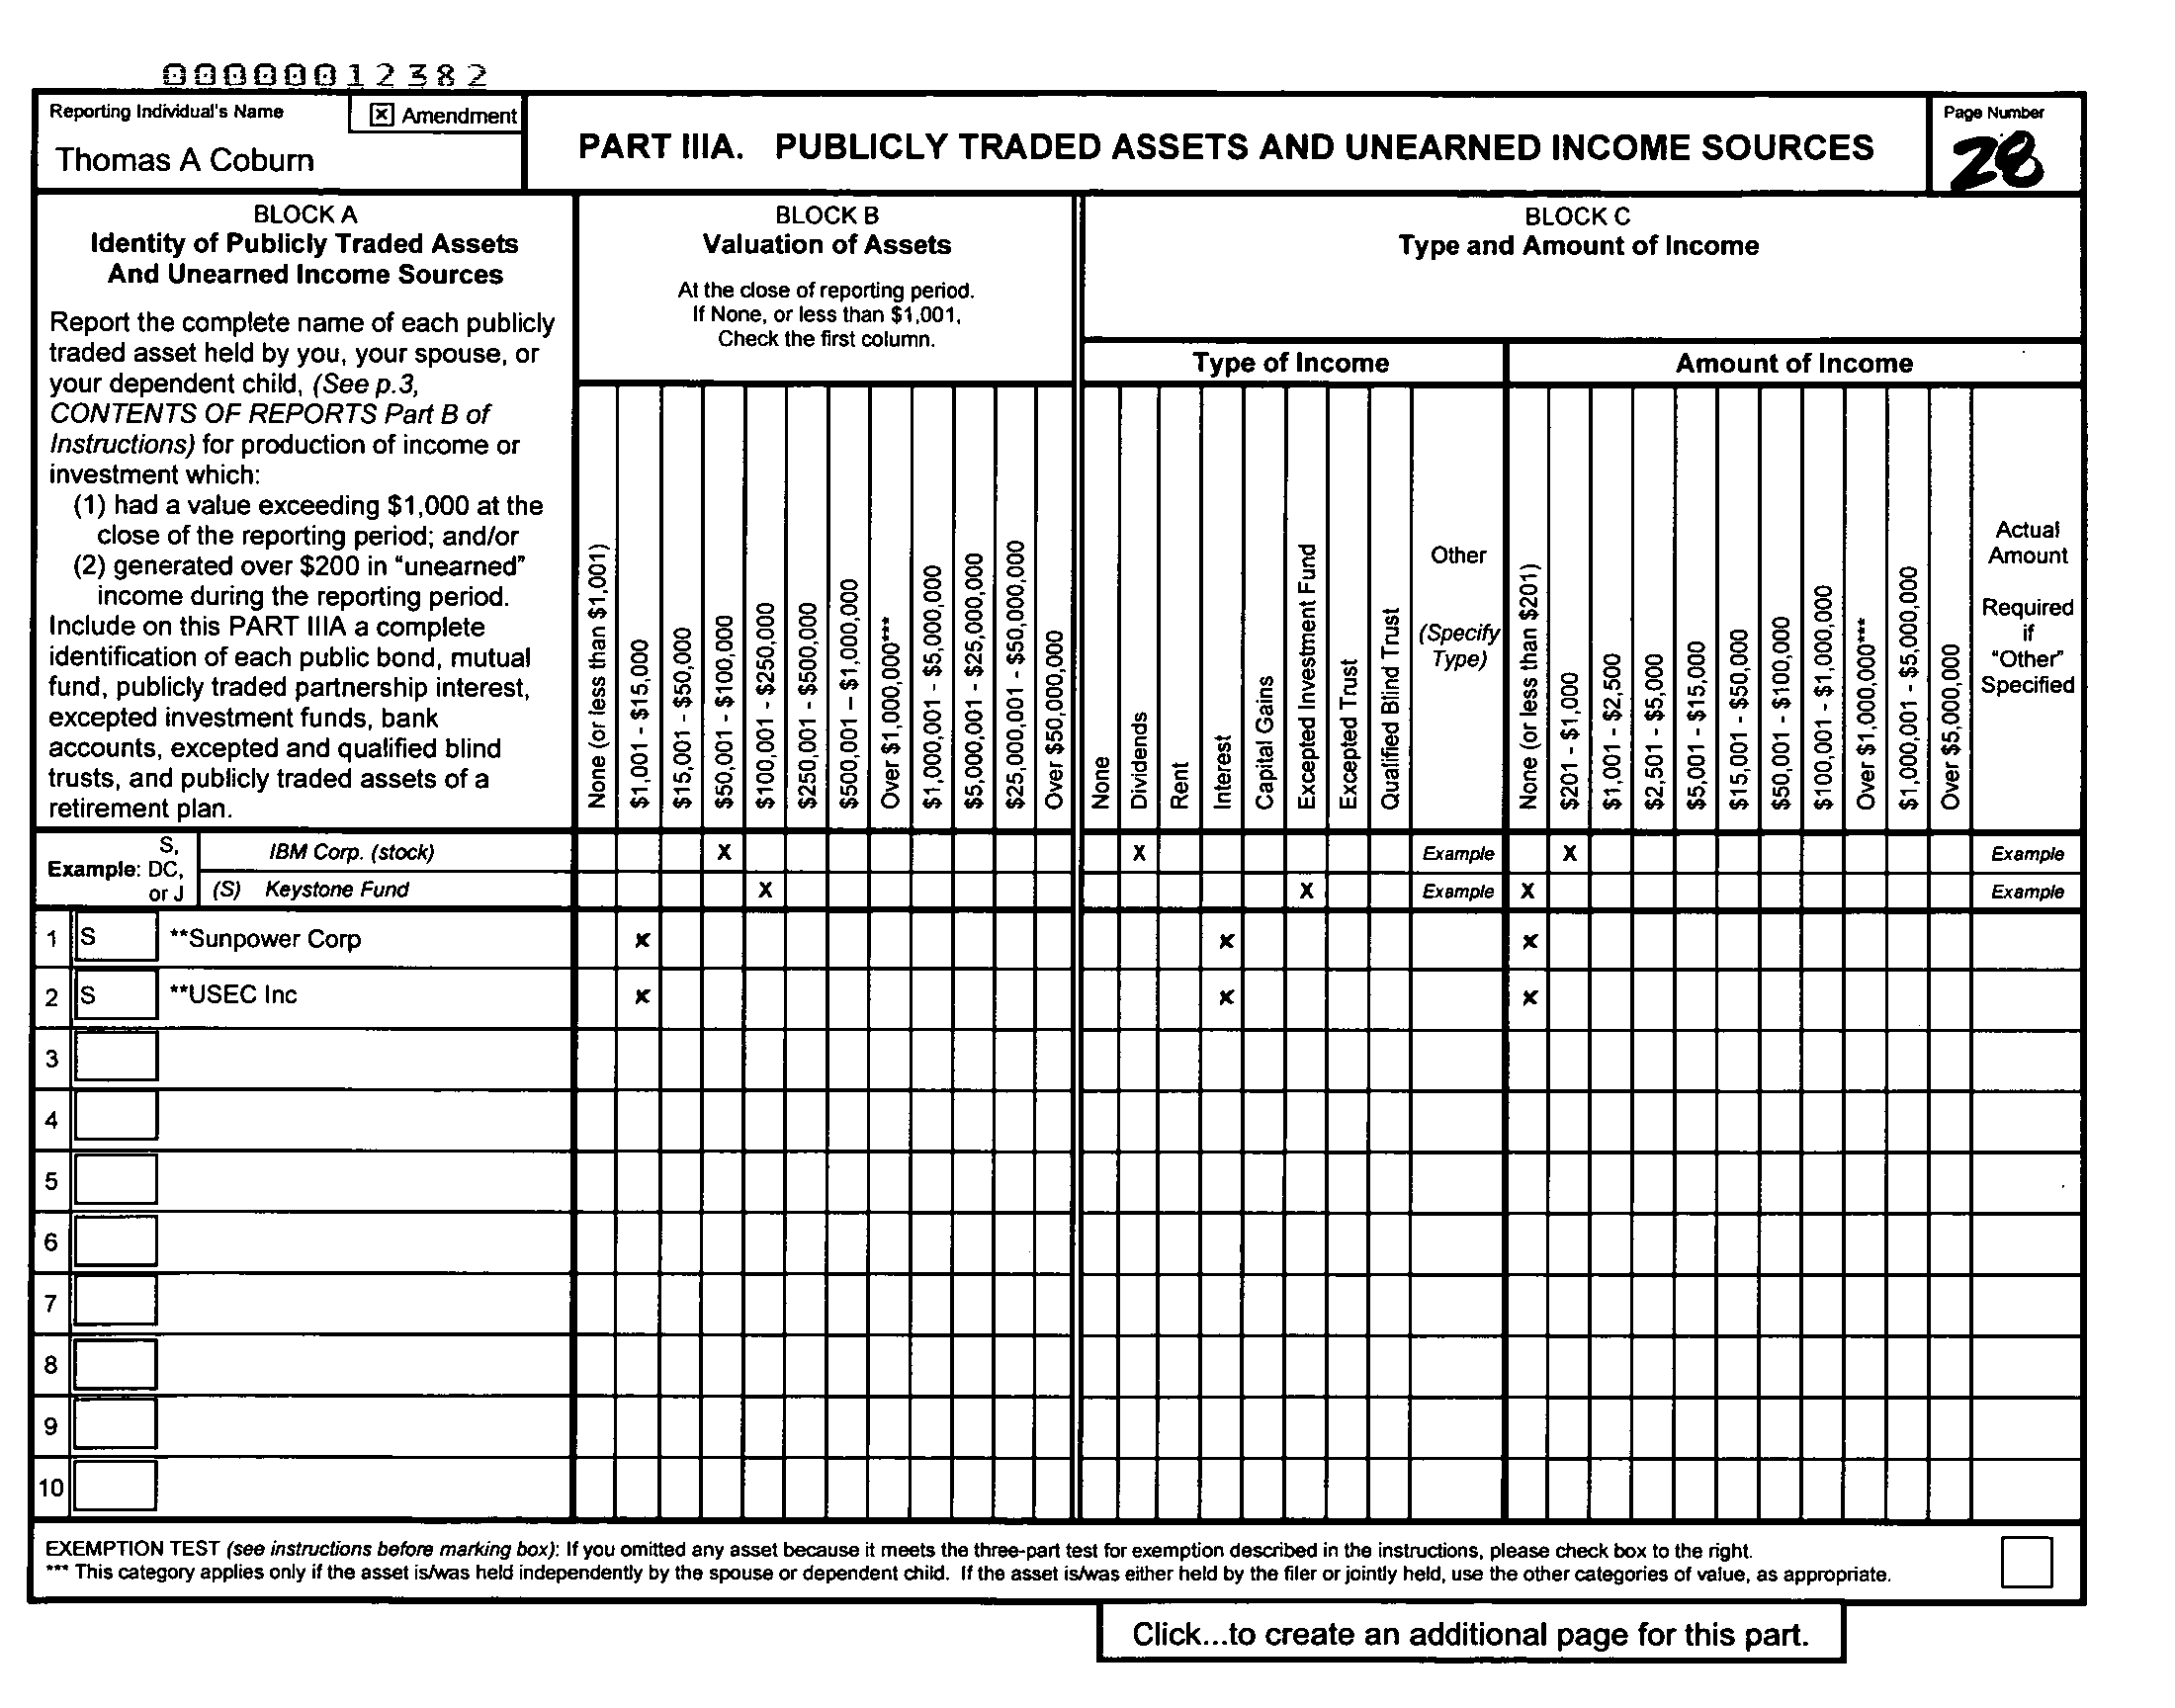 00000012382
Reporting Individual's Name
[X] Amendment
Thomas A Coburn
PART IIIA. PUBLICLY TRADED ASSETS AND UNEARNED INCOME SOURCES
Page Number
28
BLOCK A
Identity of Publicly Traded Assets
And Unearned Income Sources
Report the complete name of each publicly
traded asset held by you, your spouse, or
your dependent child, (See p.3,
CONTENTS OF REPORTS Part B of
Instructions) for production of income or
investment which:
(1) had a value exceeding $1,000 at the
close of the reporting period; and/or
(2) generated over $200 in “unearned”
income during the reporting period.
Include on this PART IIIA a complete
identification of each public bond, mutual
fund, publicly traded partnership interest,
excepted investment funds, bank
accounts, excepted and qualified blind
trusts, and publicly traded assets of a
retirement plan.
BLOCK B
Valuation of Assets
At the close of reporting period.
If None, or less than $1,001,
Check the first column.
None (or less than $1,001)
$1,001 - $15,000
$15,001 - $50,000
$50,001 - $100,000
$100,001 - $250,000
$250,001 - $500,000
$500,001 – $1,000,000
Over $1,000,000***
$1,000,001 - $5,000,000
$5,000,001 - $25,000,000
$25,000,001 - $50,000,000
Over $50,000,000
BLOCK C
Type and Amount of Income
Type of Income
None
Dividends
Rent
Interest
Capital Gains
Excepted Investment Fund
Excepted Trust
Qualified Blind Trust
Other
(Specify
Type)
Amount of Income
None (or less than $201)
$201 - $1,000
$1,001 - $2,500
$2,501 - $5,000
$5,001 - $15,000
$15,001 - $50,000
$50,001 - $100,000
$100,001 - $1,000,000
Over $1,000,000***
$1,000,001 - $5,000,000
Over $5,000,000
Actual
Amount
Required
if
“Other”
Specified
Example:
S,
DC,
or J
IBM Corp. (stock) X X Example X Example
(S) Keystone Fund X X Example X Example
1 S **Sunpower Corp x x x
2 S **USEC Inc x x x
3
4
5
6
7
8
9
10
EXEMPTION TEST (see instructions before marking box): If you omitted any asset because it meets the three-part test for exemption described in the instructions, please check box to the right.
*** This category applies only if the asset is/was held independently by the spouse or dependent child. If the asset is/was either held by the filer or jointly held, use the other categories of value, as appropriate.
Click...to create an additional page for this part.